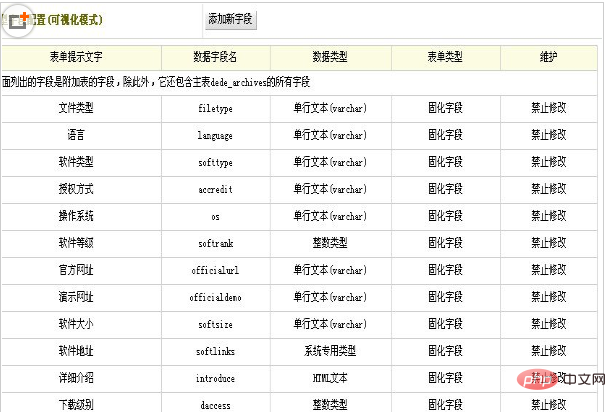 配置(可视化模式) 添加新字段
表单提示文字 数据字段名 数据类型 表单类型 维护
面列出的字段是附加表的字段，除此外，它还包含主表dede_archives的所有字段
文件类型 filetype 单行文本(varchar) 固化字段 禁止修改
语言 language 单行文本(varchar) 固化字段 禁止修改
软件类型 softtype 单行文本(varchar) 固化字段 禁止修改
授权方式 accredit 单行文本(varchar) 固化字段 禁止修改
操作系统 os 单行文本(varchar) 固化字段 禁止修改
软件等级 softrank 整数类型 固化字段 禁止修改
官方网址 officialurl 单行文本(varchar) 固化字段 禁止修改
演示网址 officialdemo 单行文本(varchar) 固化字段 禁止修改
软件大小 softsize 单行文本(varchar) 固化字段 禁止修改
软件地址 softlinks 系统专用类型 固化字段 禁止修改
详细介绍 introduce HTML文本 固化字段 禁止修改
php中文网
下载级别 daccess 整数类型 固化字段 禁止修改